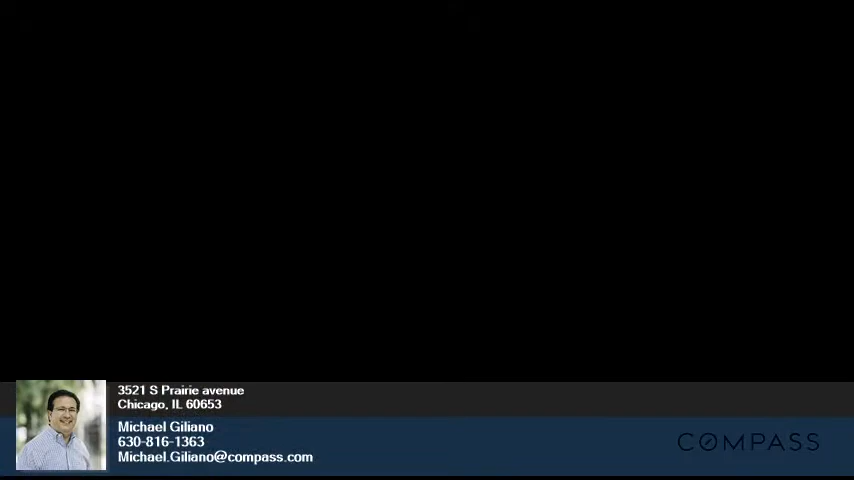 3521 S Prairie avenue
Chicago, IL 60653
Michael Giliano
630-816-1363
Michael.Giliano@compass.com
COMPASS